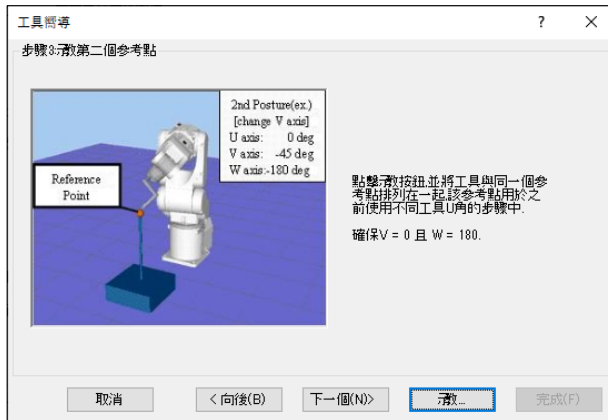 工具嚮導
步驟3:示教第二個參考點
2nd Posture(ex.)
[change V axis]
U axis: 0 deg
V axis: -45 deg
W axis:-180 deg
Reference
Point
點擊示教按鈕,並將工具與同一個參
考點排列在一起,該參考點用於之
前使用不同工具U角的步驟中.
確保V = 0 且 W = 180.
取消
< 向後(B)
下一個(N)>
示教...
完成(F)